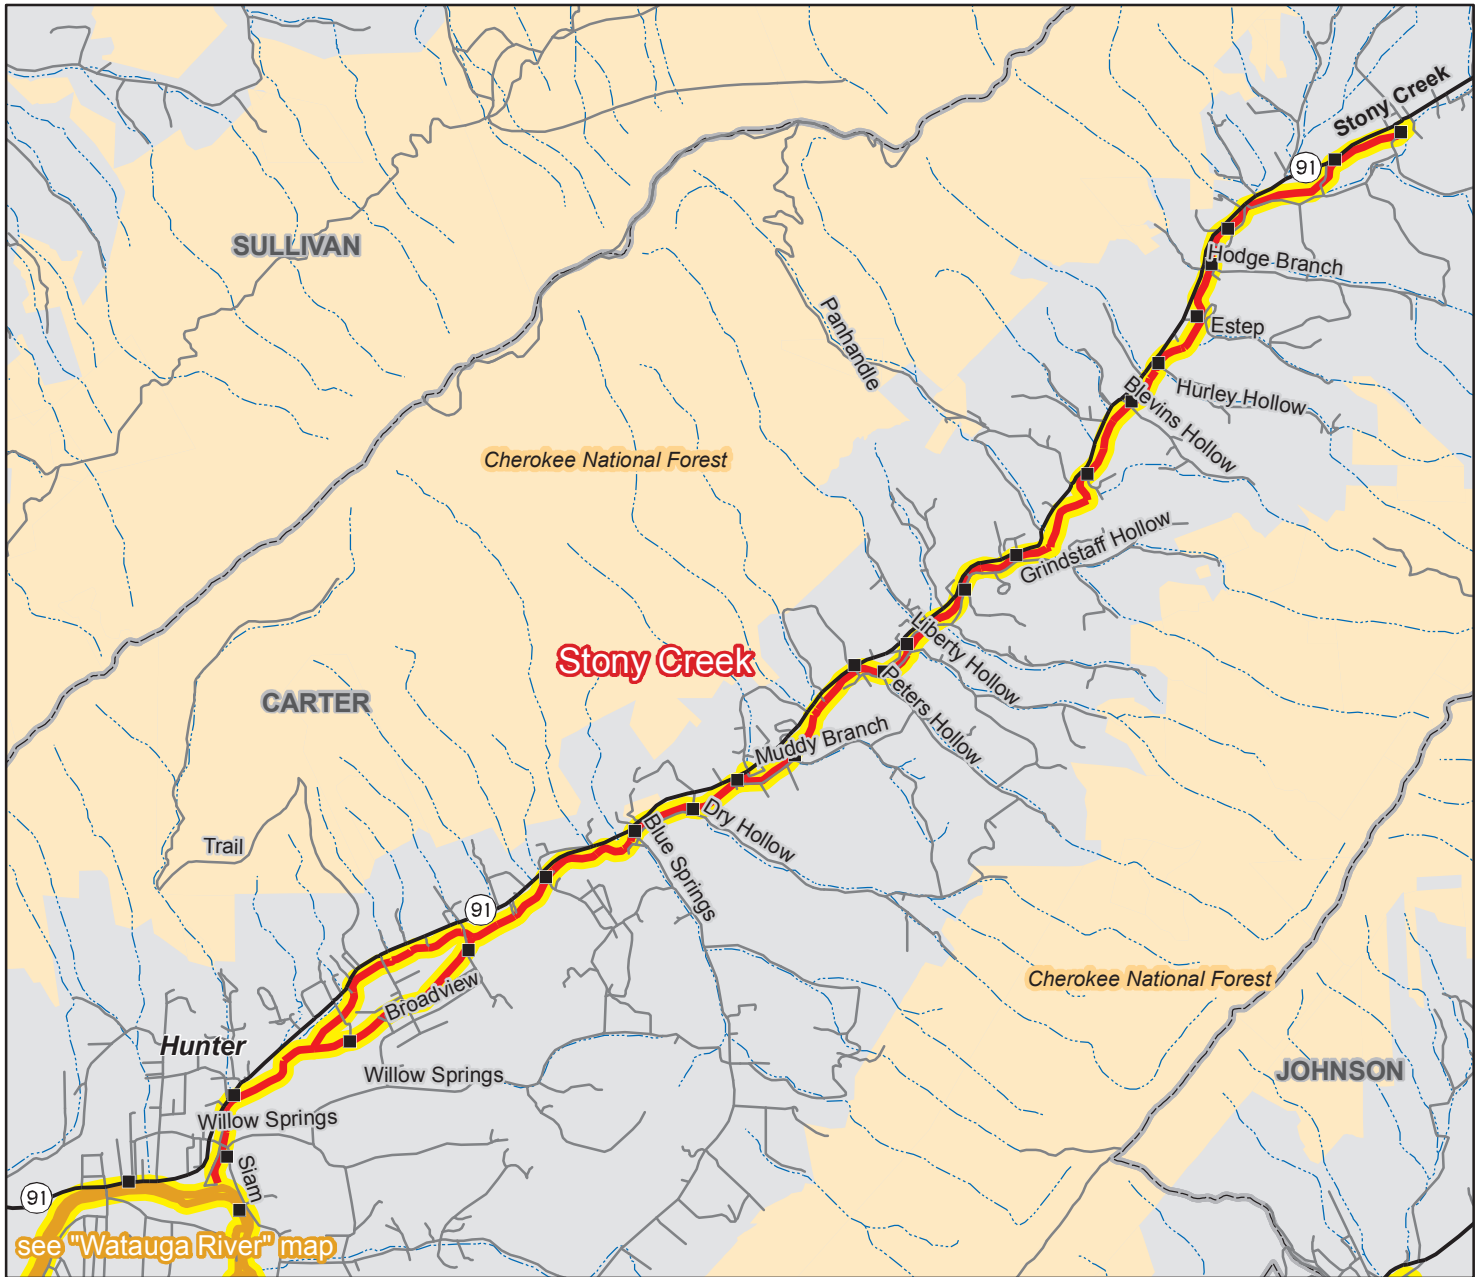 Stony Creek
91
SULLIVAN
Hodge Branch
Panhandle
Estep
Hurley Hollow
Blevins Hollow
Cherokee National Forest
Grindstaff Hollow
Liberty Hollow
Stony Creek
Peters Hollow
CARTER
Muddy Branch
Dry Hollow
Blue Springs
Trail
91
Cherokee National Forest
Broadview
Hunter
Willow Springs
JOHNSON
Willow Springs
Siam
91
see "Watauga River" map